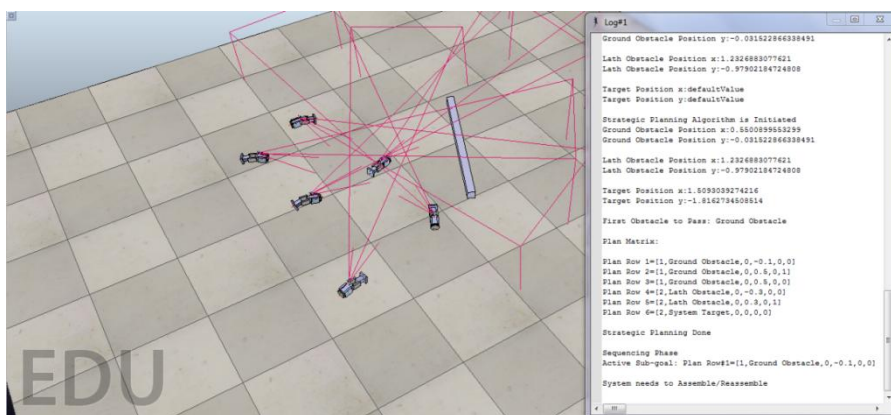 Log#1
Ground Obstacle Position y:-0.031522866338491
Lath Obstacle Position x:1.2326883077621
Lath Obstacle Position y:-0.97902184724808
Target Position x:defaultValue
Target Position y:defaultValue
Strategic Planning Algorithm is Initiated
Ground Obstacle Position x:0.5500899553299
Ground Obstacle Position y:-0.031522866338491
Lath Obstacle Position x:1.2326883077621
Lath Obstacle Position y:-0.97902184724808
Target Position x:1.5093039274216
Target Position y:-1.8162734508514
First Obstacle to Pass: Ground Obstacle
Plan Matrix:
Plan Row 1=[1,Ground Obstacle,0,-0.1,0,0]
Plan Row 2=[1,Ground Obstacle,0,0.5,0,1]
Plan Row 3=[1,Ground Obstacle,0,0.5,0,0]
Plan Row 4=[2,Lath Obstacle,0,-0.3,0,0]
Plan Row 5=[2,Lath Obstacle,0,0.3,0,1]
Plan Row 6=[2,System Target,0,0,0,0]
Strategic Planning Done
Sequencing Phase
Active Sub-goal: Plan Row#1=[1,Ground Obstacle,0,-0.1,0,0]
System needs to Assemble/Reassemble
EDU